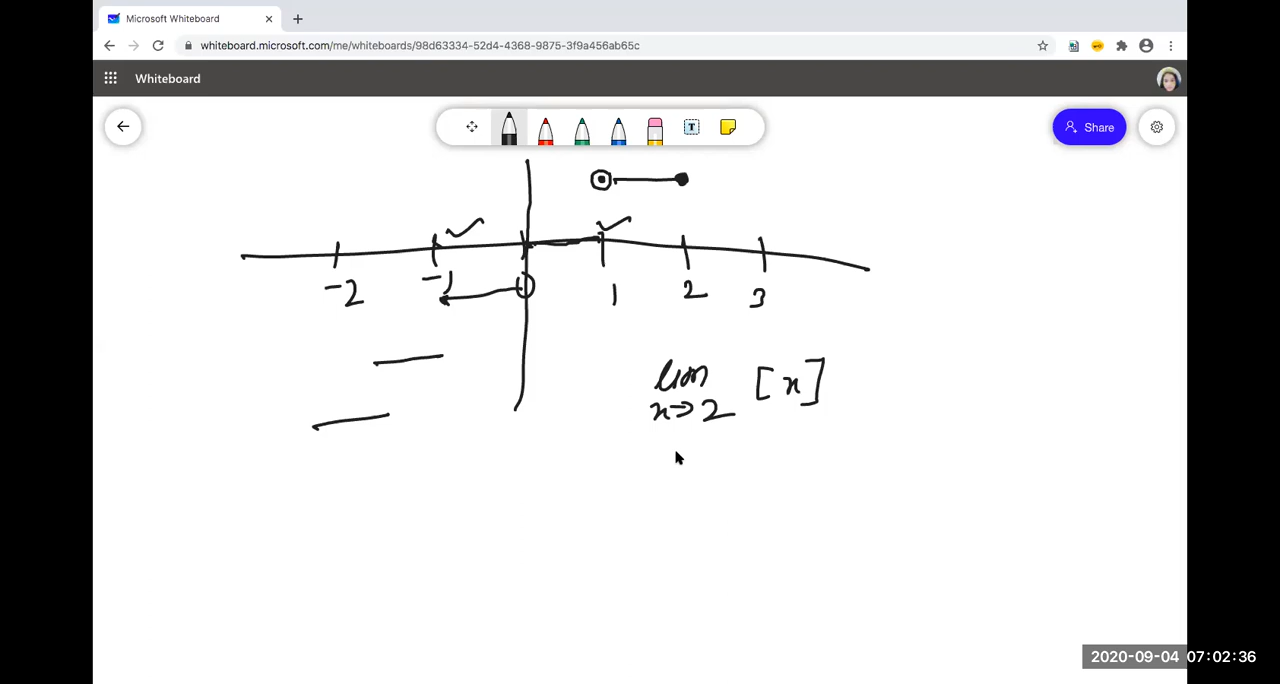 Microsoft Whiteboard
whiteboard.microsoft.com/me/whiteboards/98d63334-52d4-4368-9875-3f9a456ab65c
Whiteboard
T
Share
-2 -1 0 1 2 3
lim [x]
x→2
2020-09-04 07:02:36